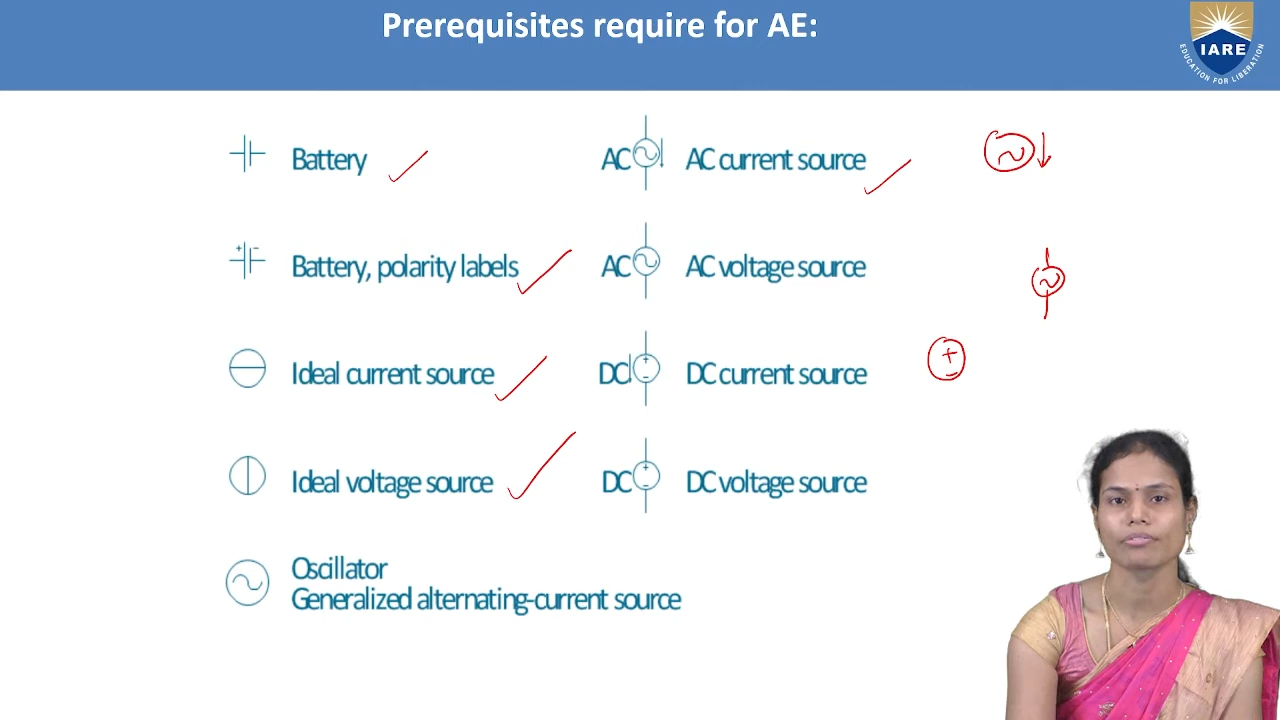 Prerequisites require for AE:
IARE
EDUCATION FOR LIBERATION
Battery
AC
AC current source
+ -
Battery, polarity labels
AC
AC voltage source
Ideal current source
DC
+
-
DC current source
+
-
Ideal voltage source
DC
+
-
DC voltage source
Oscillator
Generalized alternating-current source